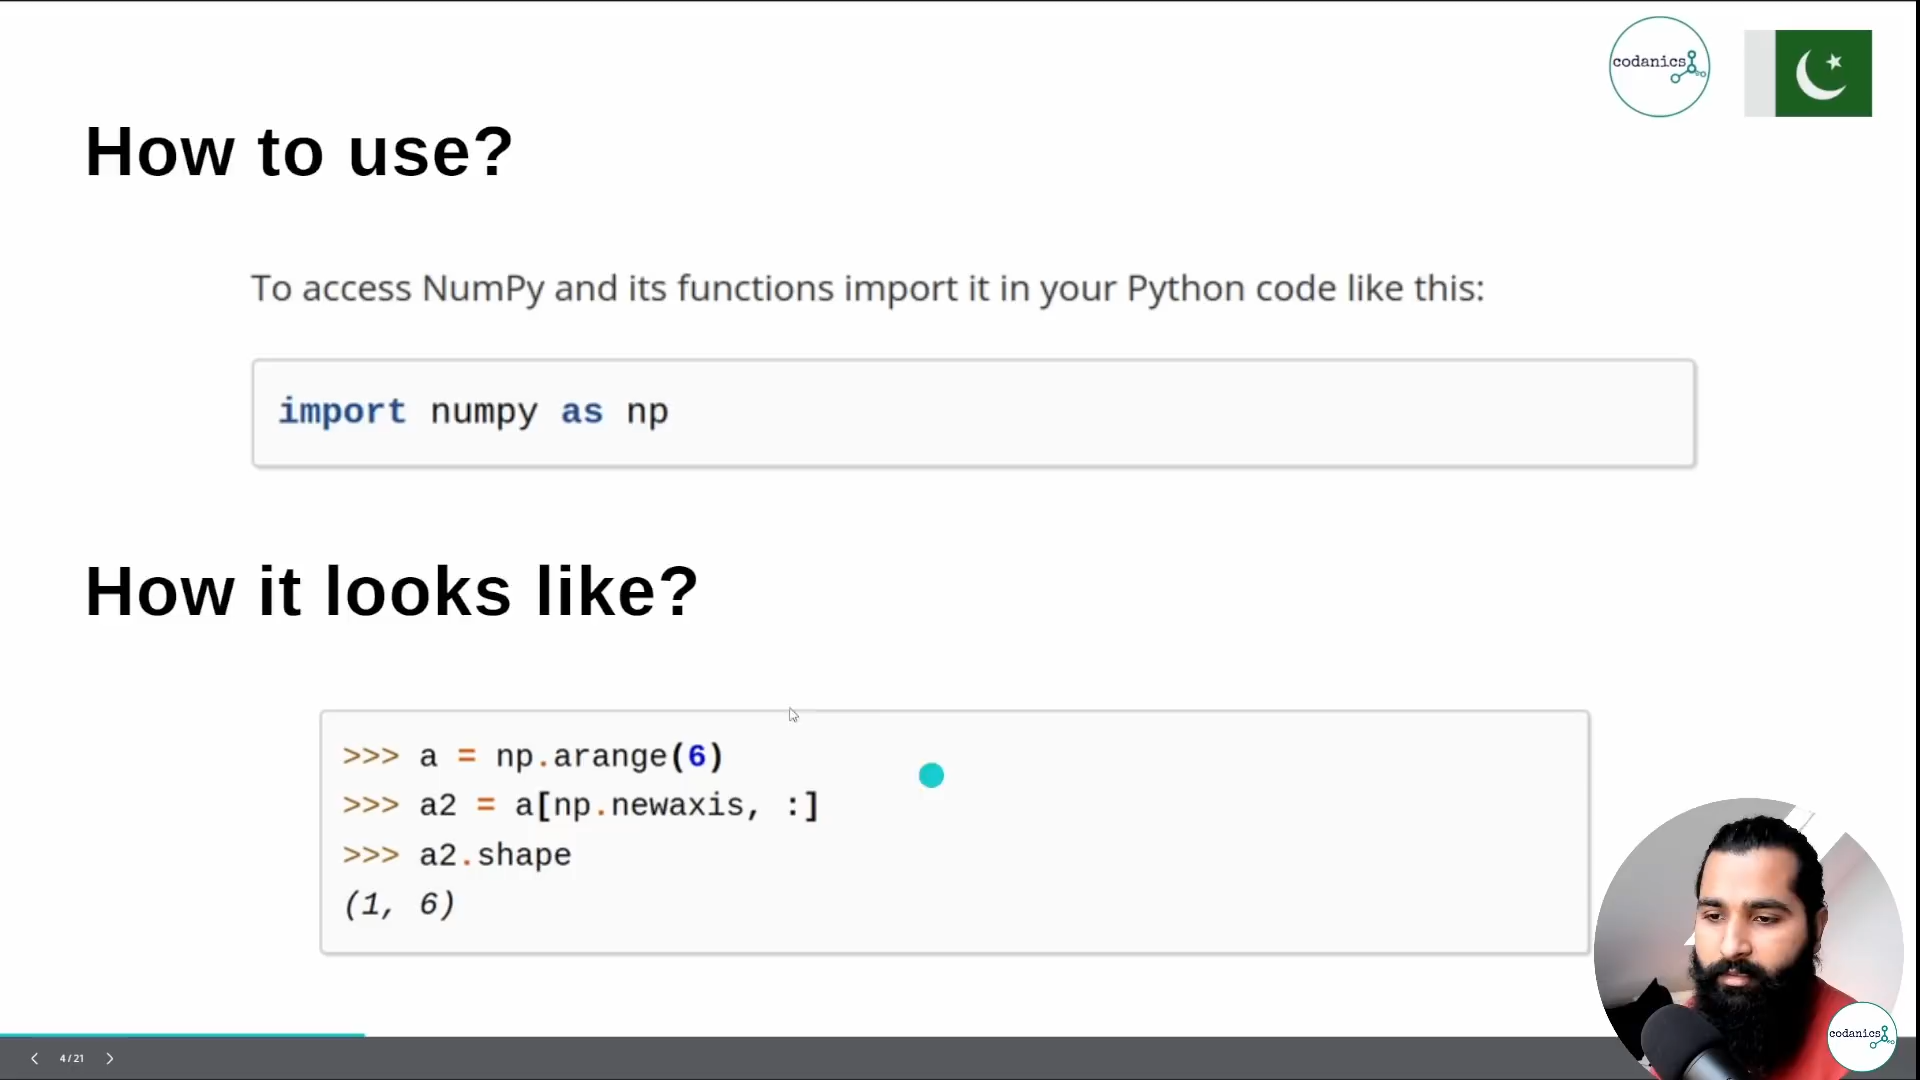 codanics
How to use?
To access NumPy and its functions import it in your Python code like this:
import numpy as np
How it looks like?
>>> a = np.arange(6)
>>> a2 = a[np.newaxis, :]
>>> a2.shape
(1, 6)
codanics
4 / 21